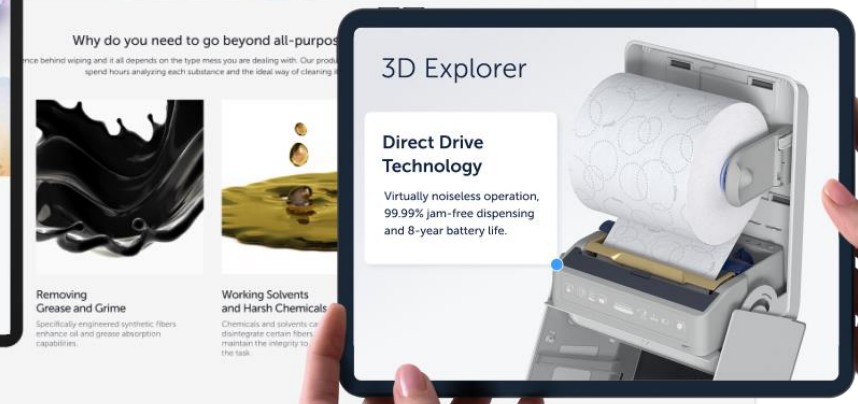 Why do you need to go beyond all-purpos
nce behind wiping and it all depends on the type mess you are dealing with. Our produ
spend hours analyzing each substance and the ideal way of cleaning i
Removing
Grease and Grime
Specifically engineered synthetic fibers
enhance oil and grease absorption
capabilities.
Working Solvents
and Harsh Chemicals
Chemicals and solvents ca
disintegrate certain fibers
maintain the integrity to
the task.
3D Explorer
Direct Drive
Technology
Virtually noiseless operation,
99.99% jam-free dispensing
and 8-year battery life.